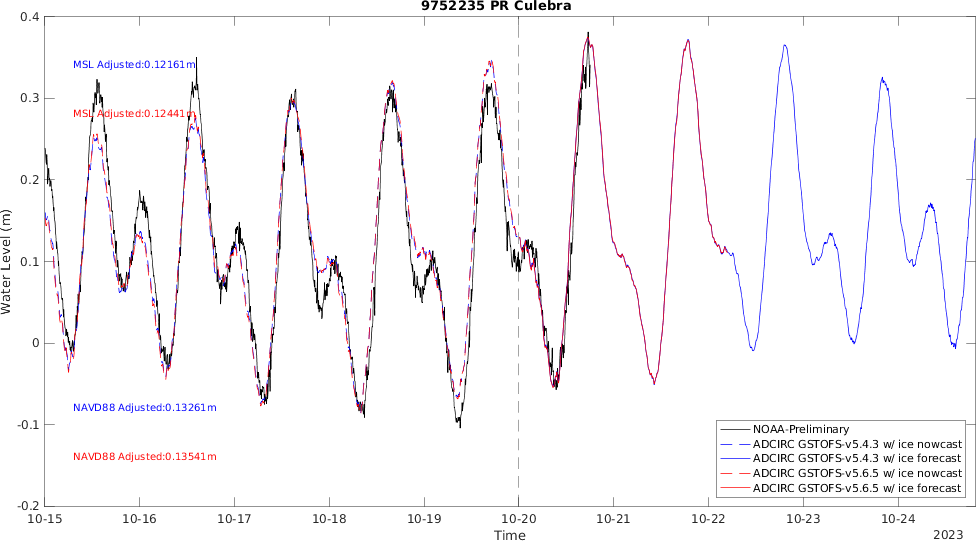 9752235 PR Culebra
0.4
0.3
0.2
0.1
0
-0.1
-0.2
Water Level (m)
MSL Adjusted:0.12161m
MSL Adjusted:0.12441m
NAVD88 Adjusted:0.13261m
NAVD88 Adjusted:0.13541m
NOAA-Preliminary
ADCIRC GSTOFS-v5.4.3 w/ ice nowcast
ADCIRC GSTOFS-v5.4.3 w/ ice forecast
ADCIRC GSTOFS-v5.6.5 w/ ice nowcast
ADCIRC GSTOFS-v5.6.5 w/ ice forecast
10-15 10-16 10-17 10-18 10-19 10-20 10-21 10-22 10-23 10-24
Time
2023